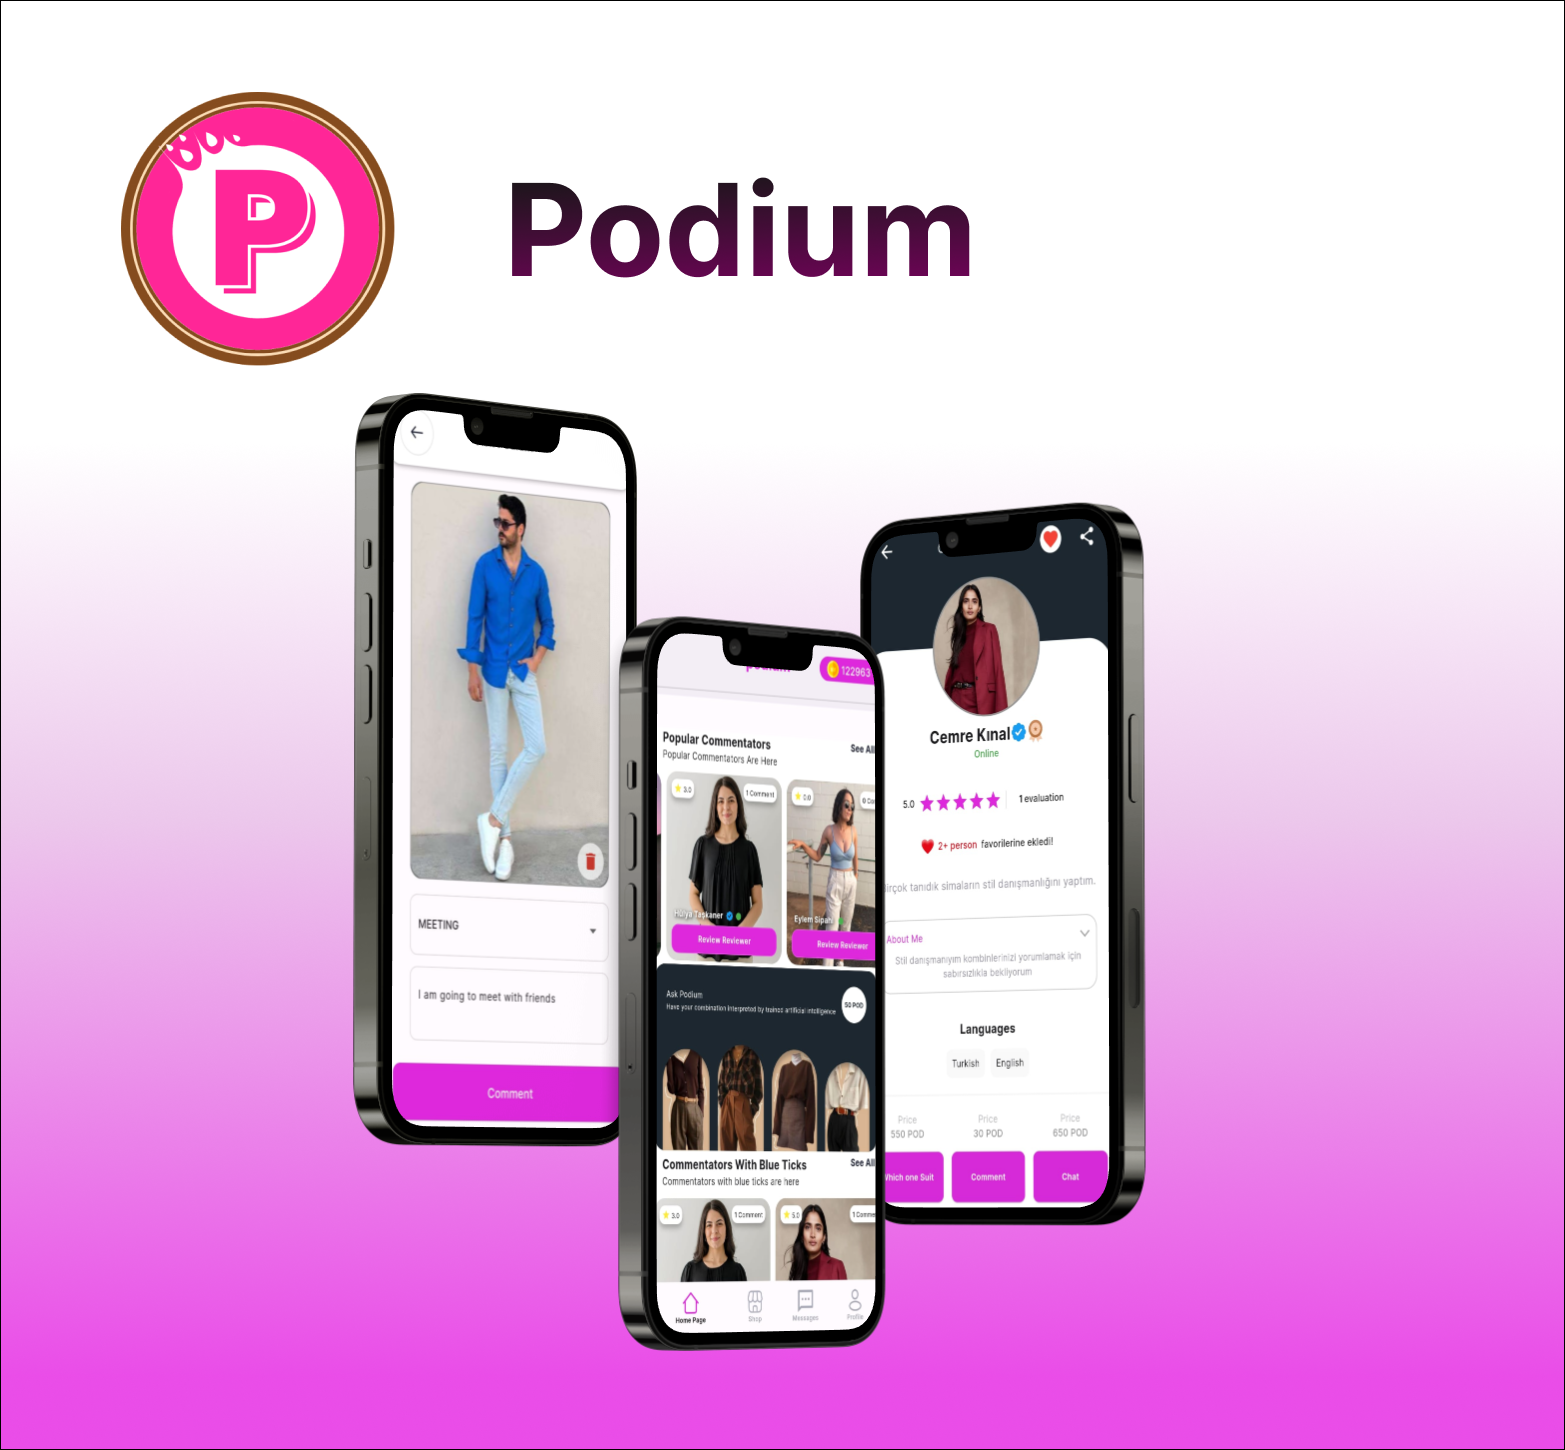 P
Podium
MEETING
I am going to meet with friends
Comment
122963
Popular Commentators
See All
Popular Commentators Are Here
3.0
1 Comment
0.0
Hülya Taşkaner
Eylem Sipahi
Review Reviewer
Review Reviewer
Ask Podium
Have your combination interpreted by trained artificial intelligence
50 POD
Commentators With Blue Ticks
See All
Commentators with blue ticks are here
3.0
1 Comment
5.0
1 Comme
Home Page
Shop
Messages
Profile
Cemre Kınal
Online
5.0
1 evaluation
2+ person favorilerine ekledi!
irçok tanıdık simaların stil danışmanlığını yaptım.
About Me
Stil danışmanıyım kombinlerinizi yorumlamak için
sabırsızlıkla bekliyorum
Languages
Turkish
English
Price
Price
Price
550 POD
30 POD
650 POD
Which one Suit
Comment
Chat